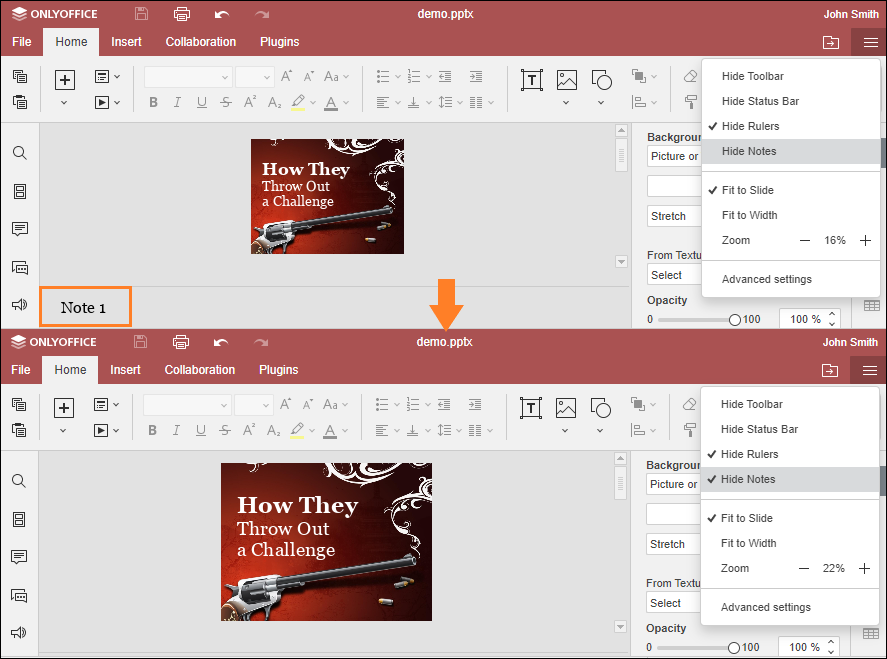 ONLYOFFICE demo.pptx John Smith
File Home Insert Collaboration Plugins
Aa
B I U S A A A
T
Hide Toolbar
Hide Status Bar
Hide Rulers
Hide Notes
Fit to Slide
Fit to Width
Zoom 16%
Advanced settings
How They
Throw Out
a Challenge
Backgroun
Picture or
Stretch
From Textu
Select
Opacity
0 100 100 %
Note 1
ONLYOFFICE demo.pptx John Smith
File Home Insert Collaboration Plugins
Aa
B I U S A A A
T
Hide Toolbar
Hide Status Bar
Hide Rulers
Hide Notes
Fit to Slide
Fit to Width
Zoom 22%
Advanced settings
How They
Throw Out
a Challenge
Backgroun
Picture or
Stretch
From Textu
Select
Opacity
0 100 100 %